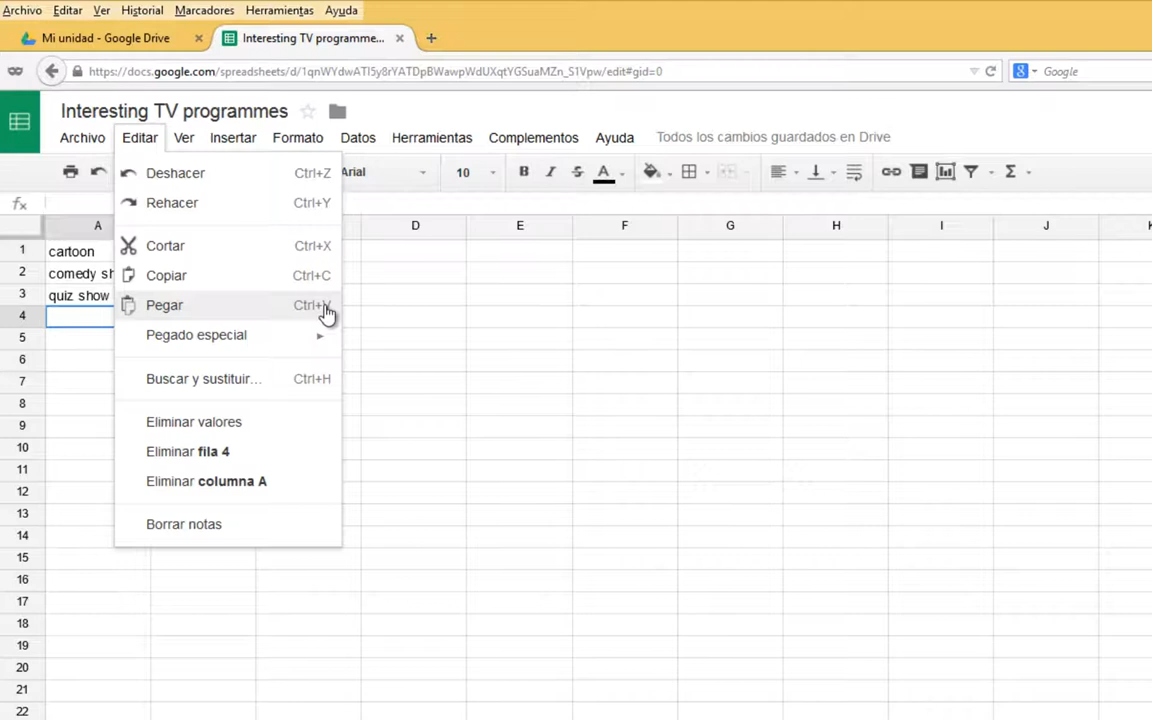 Archivo Editar Ver Historial Marcadores Herramientas Ayuda
Mi unidad - Google Drive × Interesting TV programme... × +
https://docs.google.com/spreadsheets/d/1qnWYdwATl5y8rYATDpBWawpWdUXqtYGSuaMZn_S1Vpw/edit#gid=0 Google
Interesting TV programmes
Archivo Editar Ver Insertar Formato Datos Herramientas Complementos Ayuda Todos los cambios guardados en Drive
Arial 10 B I S A Σ
fx
A D E F G H I J K
1 cartoon
2 comedy sh
3 quiz show
4
5
6
7
8
9
10
11
12
13
14
15
16
17
18
19
20
21
22
Deshacer Ctrl+Z
Rehacer Ctrl+Y
Cortar Ctrl+X
Copiar Ctrl+C
Pegar Ctrl+V
Pegado especial
Buscar y sustituir... Ctrl+H
Eliminar valores
Eliminar fila 4
Eliminar columna A
Borrar notas